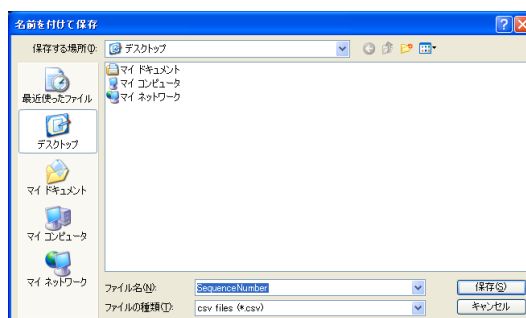 名前を付けて保存
保存する場所(I):
デスクトップ
最近使ったファイル
デスクトップ
マイ ドキュメント
マイ コンピュータ
マイ ネットワーク
マイ ドキュメント
マイ コンピュータ
マイ ネットワーク
ファイル名(N):
SequenceNumber
保存(S)
ファイルの種類(T):
csv files (*.csv)
キャンセル